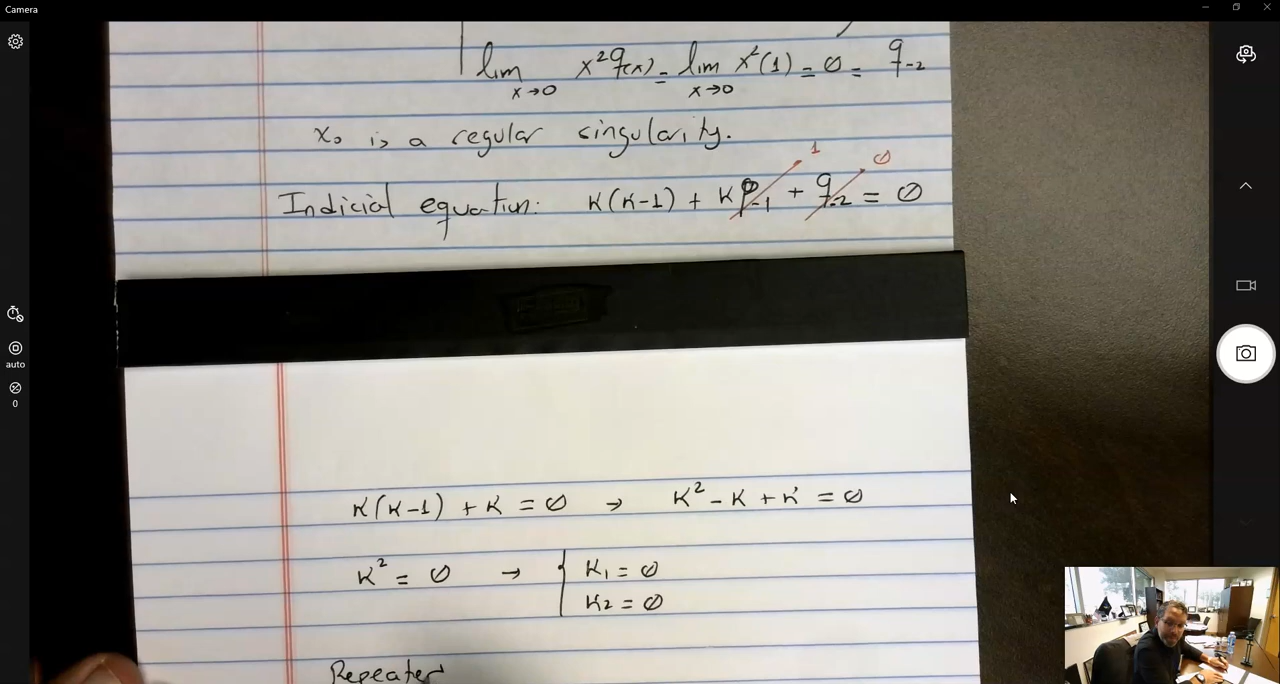 Camera
lim x→0 x²q(x) = lim x→0 x²(1) = 0 = q₋₂
x₀ is a regular singularity.
1 0
Indicial equation: K(K-1) + K p₋₁ + q₋₂ = 0
auto
0
K(K-1) + K = 0 → K² - K + K = 0
K² = 0 → { K₁ = 0
K₂ = 0
Repeater